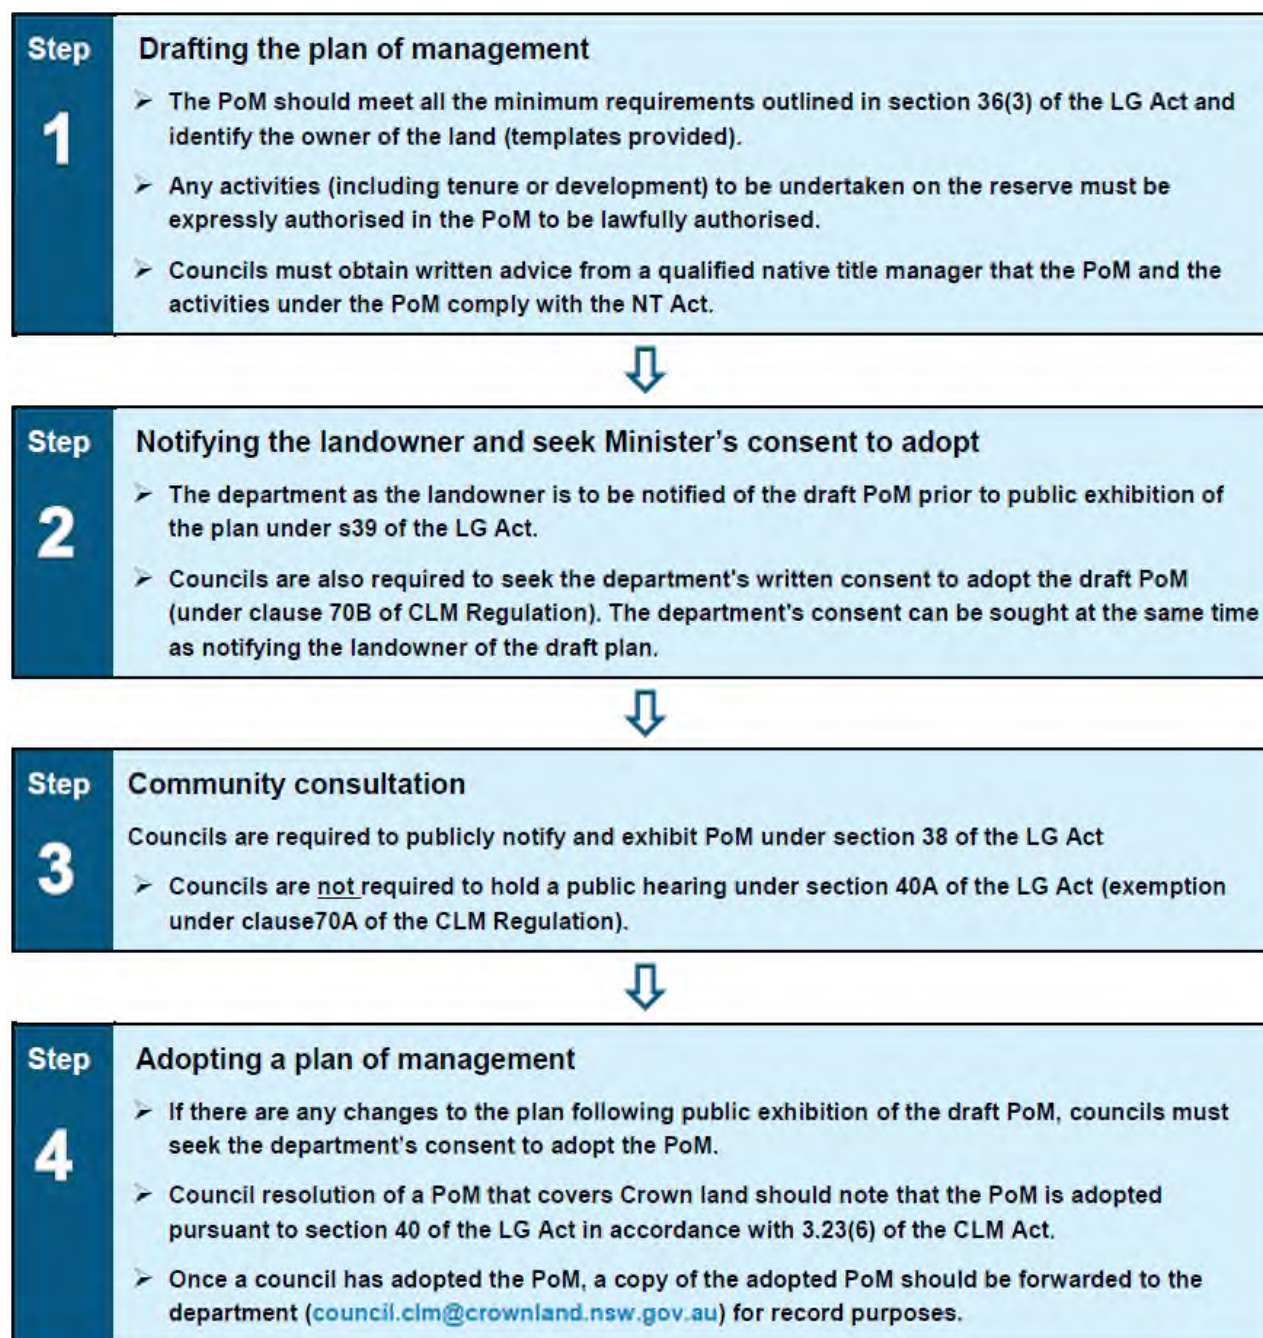 Step
1
Drafting the plan of management
➢ The PoM should meet all the minimum requirements outlined in section 36(3) of the LG Act and
identify the owner of the land (templates provided).
➢ Any activities (including tenure or development) to be undertaken on the reserve must be
expressly authorised in the PoM to be lawfully authorised.
➢ Councils must obtain written advice from a qualified native title manager that the PoM and the
activities under the PoM comply with the NT Act.
Step
2
Notifying the landowner and seek Minister's consent to adopt
➢ The department as the landowner is to be notified of the draft PoM prior to public exhibition of
the plan under s39 of the LG Act.
➢ Councils are also required to seek the department's written consent to adopt the draft PoM
(under clause 70B of CLM Regulation). The department's consent can be sought at the same time
as notifying the landowner of the draft plan.
Step
3
Community consultation
Councils are required to publicly notify and exhibit PoM under section 38 of the LG Act
➢ Councils are not required to hold a public hearing under section 40A of the LG Act (exemption
under clause70A of the CLM Regulation).
Step
4
Adopting a plan of management
➢ If there are any changes to the plan following public exhibition of the draft PoM, councils must
seek the department's consent to adopt the PoM.
➢ Council resolution of a PoM that covers Crown land should note that the PoM is adopted
pursuant to section 40 of the LG Act in accordance with 3.23(6) of the CLM Act.
➢ Once a council has adopted the PoM, a copy of the adopted PoM should be forwarded to the
department (council.clm@crownland.nsw.gov.au) for record purposes.